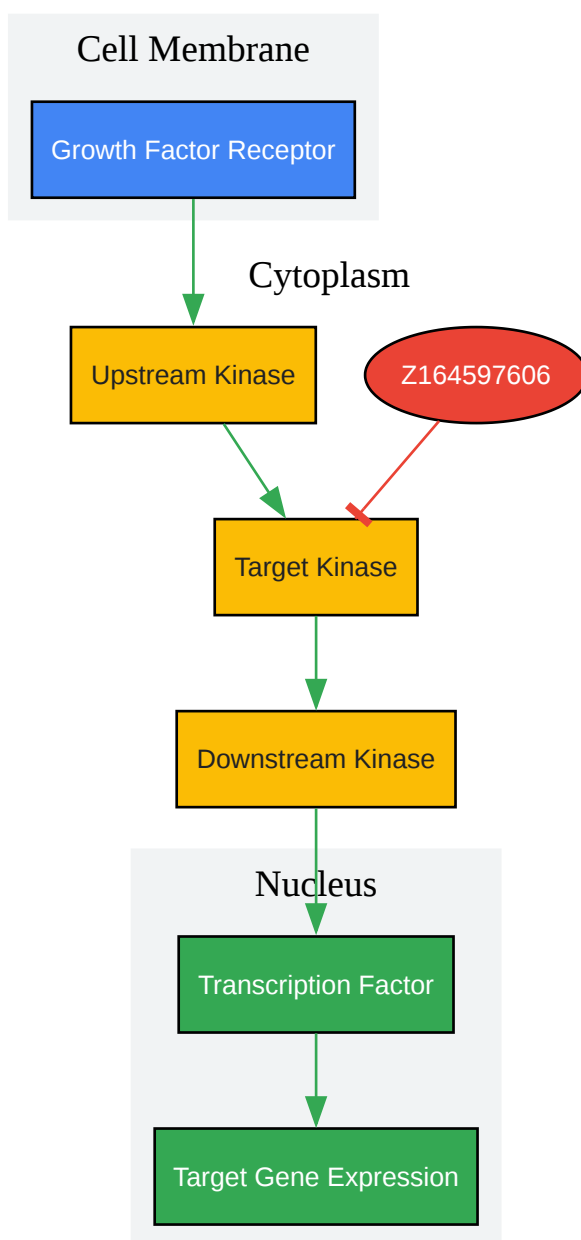 Cell Membrane
Growth Factor Receptor
Cytoplasm
Upstream Kinase
Z164597606
Target Kinase
Downstream Kinase
Nucleus
Transcription Factor
Target Gene Expression